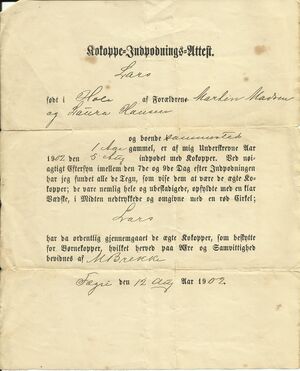 Kokoppe-Indpodnings-Attest.
Lars
født i Hoel af Forældrene Marken Madsen
og Laura Hansen
og boende sammested
1 Aar gammel, er af mig Underskrevne Aar
1902 den 5 Aug indpodet med Kokopper. Ved nøi-
agtigt Eftersyn imellem den 7de og 9de Dag efter Indpodningen
har jeg fundet alle de Tegn, som vise dem at være de ægte Ko-
kopper; de vare nemlig hele og ubestadigede, opfyldte med en klar
Vædste, i Midten nedtrykkede og omgivne med en rød Cirkel;
Lars
har da ordentlig gjennemgaaet de ægte Kokopper, som beskytte
for Børnekopper, hvilket herved paa Ære og Samvittighed
bevidnes af MBrekke
den 12 Aug Aar 1902.